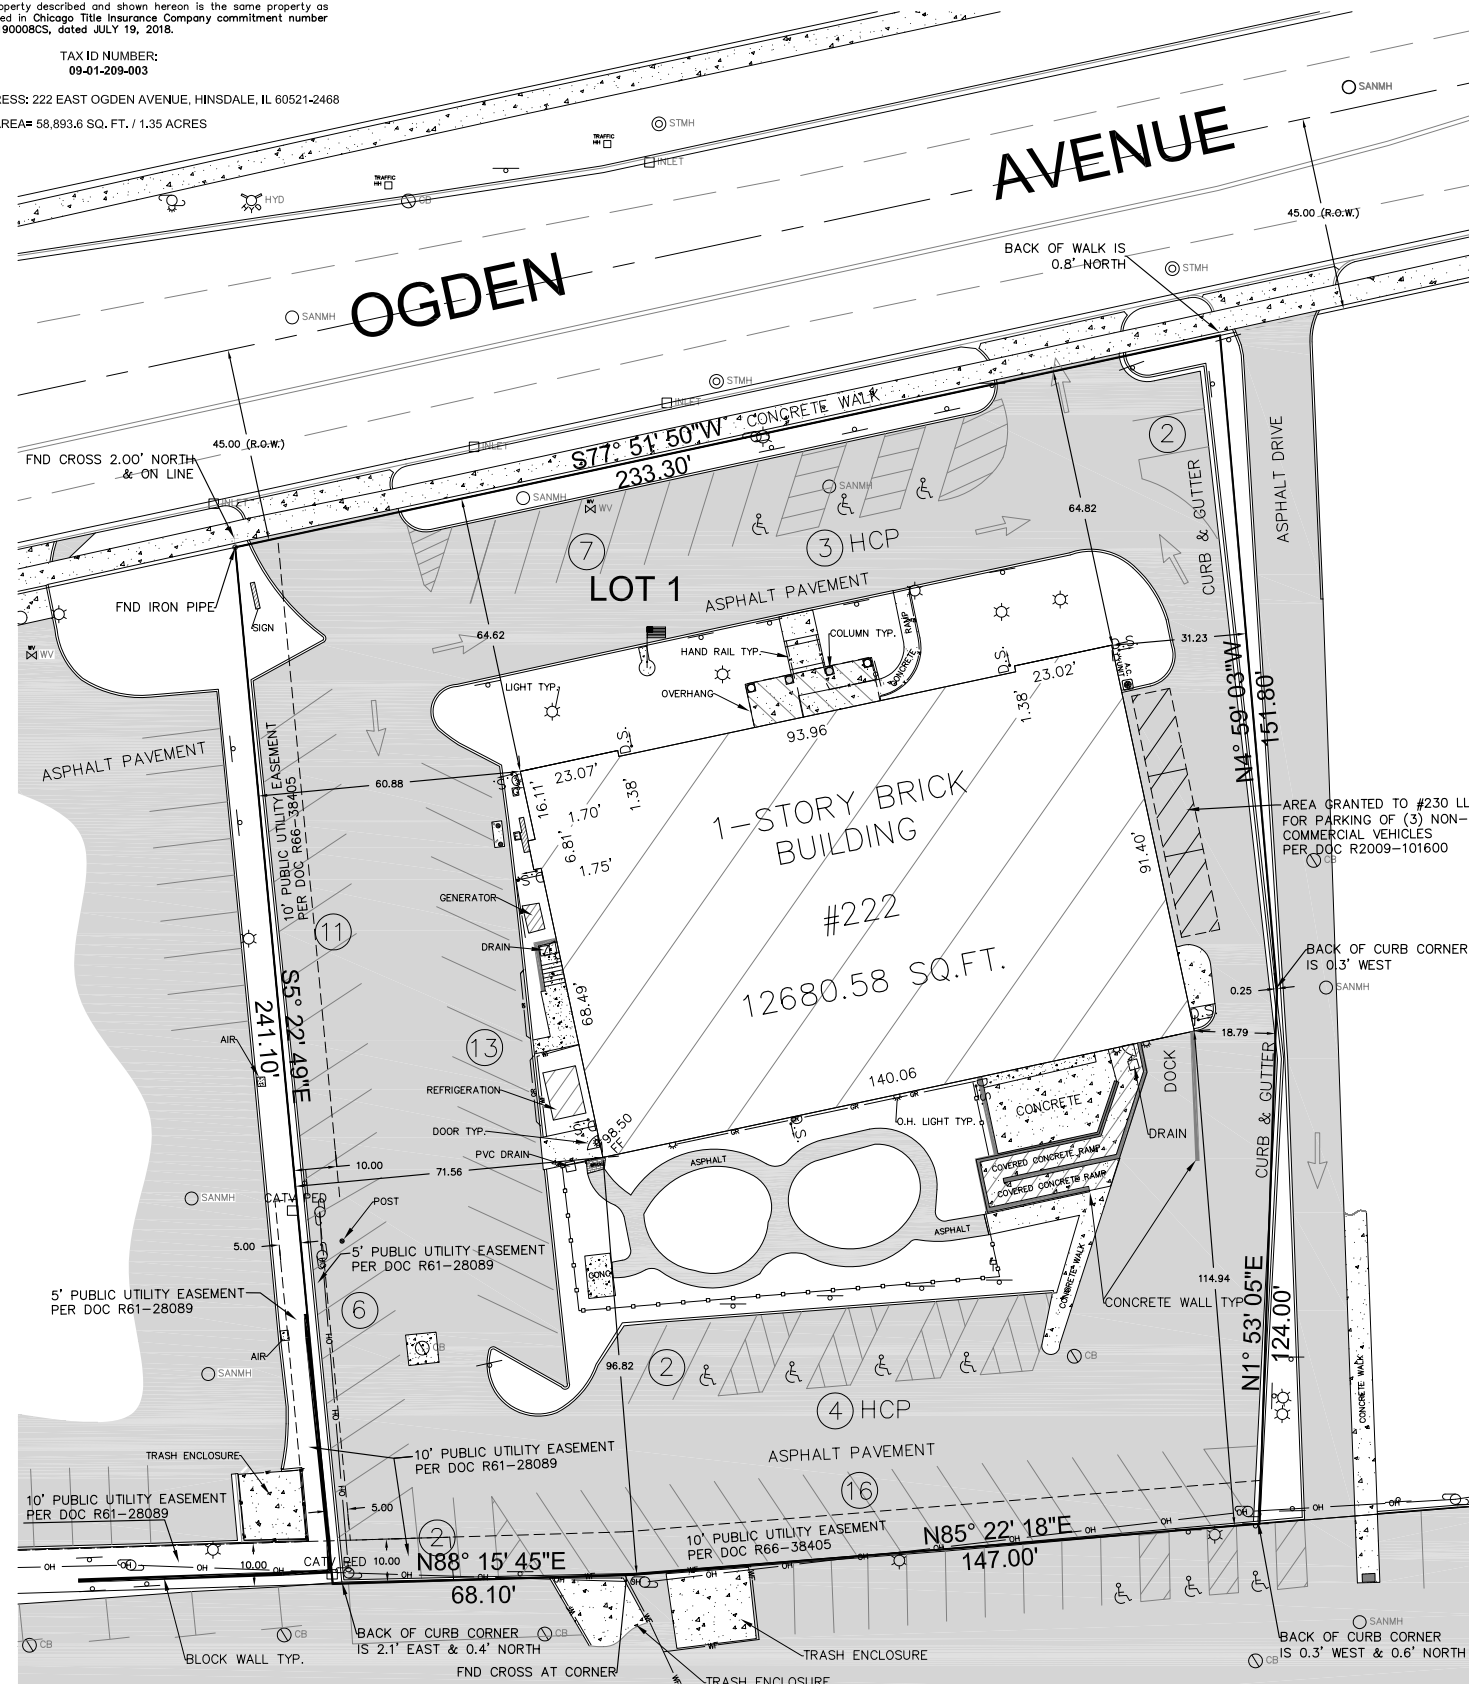 operty described and shown hereon is the same property as
ed in Chicago Title Insurance Company commitment number
90008CS, dated JULY 19, 2018.
TAX ID NUMBER:
09-01-209-003
ESS: 222 EAST OGDEN AVENUE, HINSDALE, IL 60521-2468
AREA= 58,893.6 SQ. FT. / 1.35 ACRES
SANMH
STMH
TRAFFIC
HH
INLET
AVENUE
TRAFFIC
HH
HYD
CB
45.00 (R.O.W.)
BACK OF WALK IS
0.8' NORTH
STMH
OGDEN
SANMH
STMH
INLET
CONCRETE WALK
S77° 51' 50"W
233.30'
45.00 (R.O.W.)
INLET
FND CROSS 2.00' NORTH
& ON LINE
INLET
SANMH
WV
WV
SANMH
2
64.82
CURB & GUTTER
ASPHALT DRIVE
7
3 HCP
LOT 1
ASPHALT PAVEMENT
FND IRON PIPE
SIGN
WV
WV
64.62
HAND RAIL TYP.
COLUMN TYP.
RAMP
CONCRETE
OVERHANG
LIGHT TYP.
D.S.
D.S.
A.C.
UNIT
31.23
23.02'
1.38'
93.96
N4° 59' 03"W
151.80'
ASPHALT PAVEMENT
10' PUBLIC UTILITY EASEMENT
PER DOC R66-38405
60.88
23.07'
16.11'
1.70'
1.38'
6.81'
1.75'
1-STORY BRICK
BUILDING
#222
12680.58 SQ.FT.
91.40'
AREA GRANTED TO #230 LL
FOR PARKING OF (3) NON-
COMMERCIAL VEHICLES
PER DOC R2009-101600
CB
GENERATOR
11
DRAIN
BACK OF CURB CORNER
IS 0.3' WEST
0.25
SANMH
S5° 22' 49"E
241.10'
68.49'
18.79
AIR
13
REFRIGERATION
140.06
DOCK
CONCRETE
O.H. LIGHT TYP.
DRAIN
CURB & GUTTER
DOOR TYP.
98.50
FF
D.S.
PVC DRAIN
10.00
71.56
ASPHALT
COVERED CONCRETE RAMP
COVERED CONCRETE RAMP
SANMH
CATV PED
POST
ASPHALT
5.00
5' PUBLIC UTILITY EASEMENT
PER DOC R61-28089
CONC
CONCRETE WALK
114.94
N1° 53' 05"E
124.00'
5' PUBLIC UTILITY EASEMENT
PER DOC R61-28089
6
CONCRETE WALL TYP
AIR
CB
SANMH
96.82
2
CB
4 HCP
CONCRETE WALK
ASPHALT PAVEMENT
TRASH ENCLOSURE
10' PUBLIC UTILITY EASEMENT
PER DOC R61-28089
16
10' PUBLIC UTILITY EASEMENT
PER DOC R61-28089
5.00
2
10' PUBLIC UTILITY EASEMENT
PER DOC R66-38405
N85° 22' 18"E
147.00'
10.00
CATV PED
10.00
N88° 15' 45"E
68.10'
BACK OF CURB CORNER
IS 2.1' EAST & 0.4' NORTH
CB
CB
CB
BLOCK WALL TYP.
FND CROSS AT CORNER
TRASH ENCLOSURE
TRASH ENCLOSURE
SANMH
BACK OF CURB CORNER
IS 0.3' WEST & 0.6' NORTH
CB